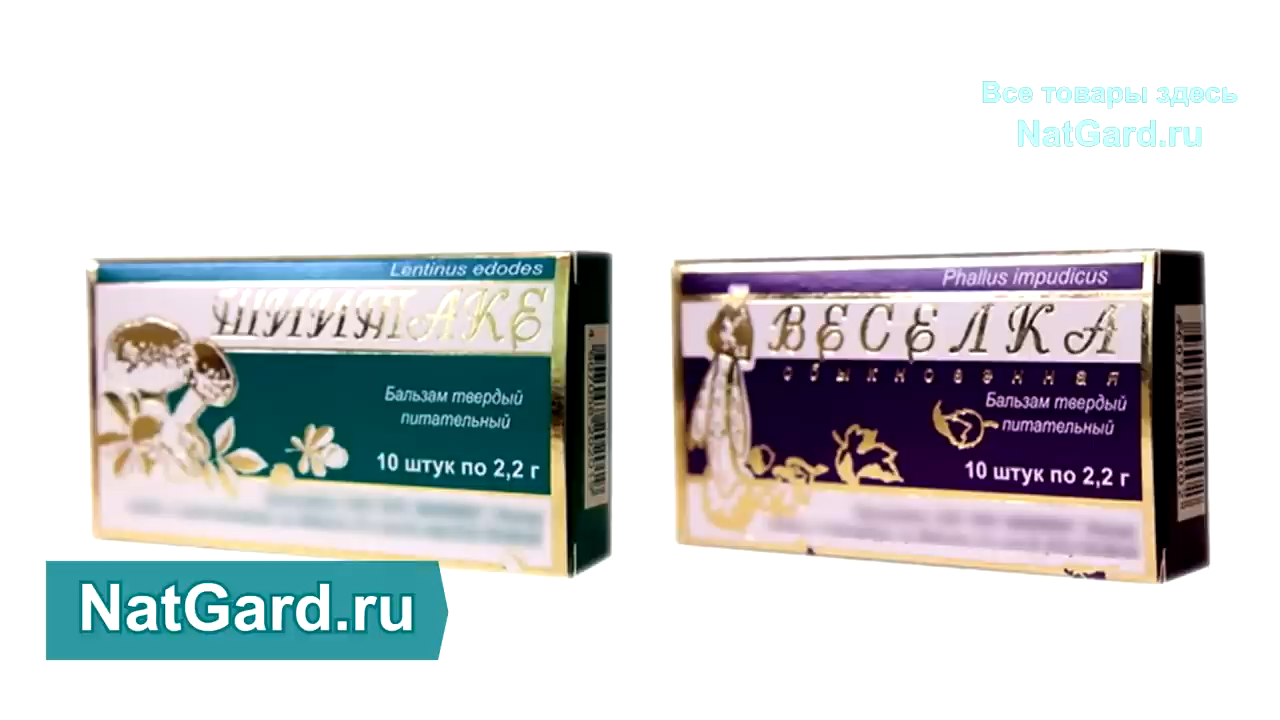 Все товары здесь
NatGard.ru
Lentinus edodes
ШИИТАКЕ
Бальзам твердый
питательный
10 штук по 2,2 г
Phallus impudicus
ВЕСЕЛКА
обыкновенная
Бальзам твердый
питательный
10 штук по 2,2 г
NatGard.ru